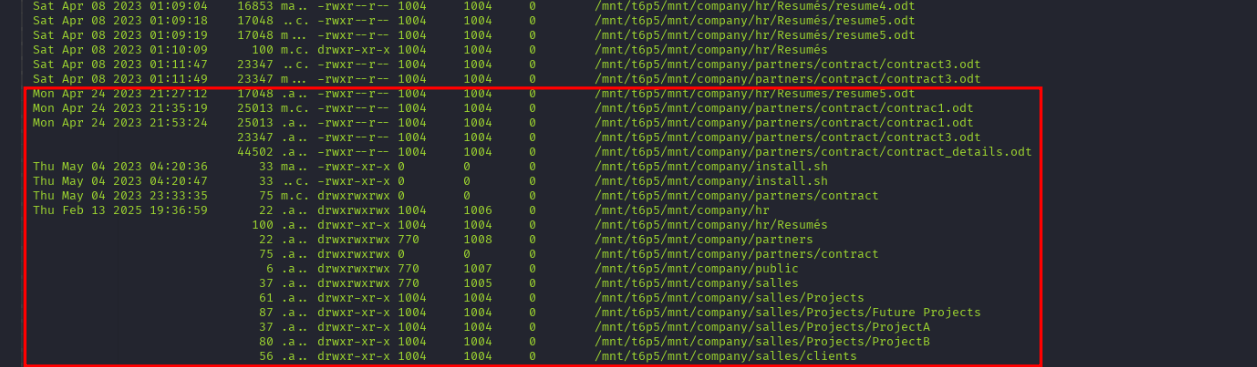 Sat Apr 08 2023 01:09:04 16853 ma.. -rwxr--r-- 1004 1004 0 /mnt/t6p5/mnt/company/hr/Resumés/resume4.odt
Sat Apr 08 2023 01:09:18 17048 ..c. -rwxr--r-- 1004 1004 0 /mnt/t6p5/mnt/company/hr/Resumés/resume5.odt
Sat Apr 08 2023 01:09:19 17048 m... -rwxr--r-- 1004 1004 0 /mnt/t6p5/mnt/company/hr/Resumés/resume5.odt
Sat Apr 08 2023 01:10:09 100 m.c. drwxr-xr-x 1004 1004 0 /mnt/t6p5/mnt/company/hr/Resumés
Sat Apr 08 2023 01:11:47 23347 ..c. -rwxr--r-- 1004 1004 0 /mnt/t6p5/mnt/company/partners/contract/contract3.odt
Sat Apr 08 2023 01:11:49 23347 m... -rwxr--r-- 1004 1004 0 /mnt/t6p5/mnt/company/partners/contract/contract3.odt
Mon Apr 24 2023 21:27:12 17048 .a.. -rwxr--r-- 1004 1004 0 /mnt/t6p5/mnt/company/hr/Resumés/resume5.odt
Mon Apr 24 2023 21:35:19 25013 m.c. -rwxr--r-- 1004 1004 0 /mnt/t6p5/mnt/company/partners/contract/contrac1.odt
Mon Apr 24 2023 21:53:24 25013 .a.. -rwxr--r-- 1004 1004 0 /mnt/t6p5/mnt/company/partners/contract/contrac1.odt
23347 .a.. -rwxr--r-- 1004 1004 0 /mnt/t6p5/mnt/company/partners/contract/contract3.odt
44502 .a.. -rwxr--r-- 1004 1004 0 /mnt/t6p5/mnt/company/partners/contract/contract_details.odt
Thu May 04 2023 04:20:36 33 ma.. -rwxr-xr-x 0 0 0 /mnt/t6p5/mnt/company/install.sh
Thu May 04 2023 04:20:47 33 ..c. -rwxr-xr-x 0 0 0 /mnt/t6p5/mnt/company/install.sh
Thu May 04 2023 23:33:35 75 m.c. drwxrwxrwx 0 0 0 /mnt/t6p5/mnt/company/partners/contract
Thu Feb 13 2025 19:36:59 22 .a.. drwxrwxrwx 1004 1006 0 /mnt/t6p5/mnt/company/hr
100 .a.. drwxr-xr-x 1004 1004 0 /mnt/t6p5/mnt/company/hr/Resumés
22 .a.. drwxrwxrwx 770 1008 0 /mnt/t6p5/mnt/company/partners
75 .a.. drwxrwxrwx 0 0 0 /mnt/t6p5/mnt/company/partners/contract
6 .a.. drwxrwxrwx 770 1007 0 /mnt/t6p5/mnt/company/public
37 .a.. drwxrwxrwx 770 1005 0 /mnt/t6p5/mnt/company/salles
61 .a.. drwxr-xr-x 1004 1004 0 /mnt/t6p5/mnt/company/salles/Projects
87 .a.. drwxr-xr-x 1004 1004 0 /mnt/t6p5/mnt/company/salles/Projects/Future Projects
37 .a.. drwxr-xr-x 1004 1004 0 /mnt/t6p5/mnt/company/salles/Projects/ProjectA
80 .a.. drwxr-xr-x 1004 1004 0 /mnt/t6p5/mnt/company/salles/Projects/ProjectB
56 .a.. drwxr-xr-x 1004 1004 0 /mnt/t6p5/mnt/company/salles/clients